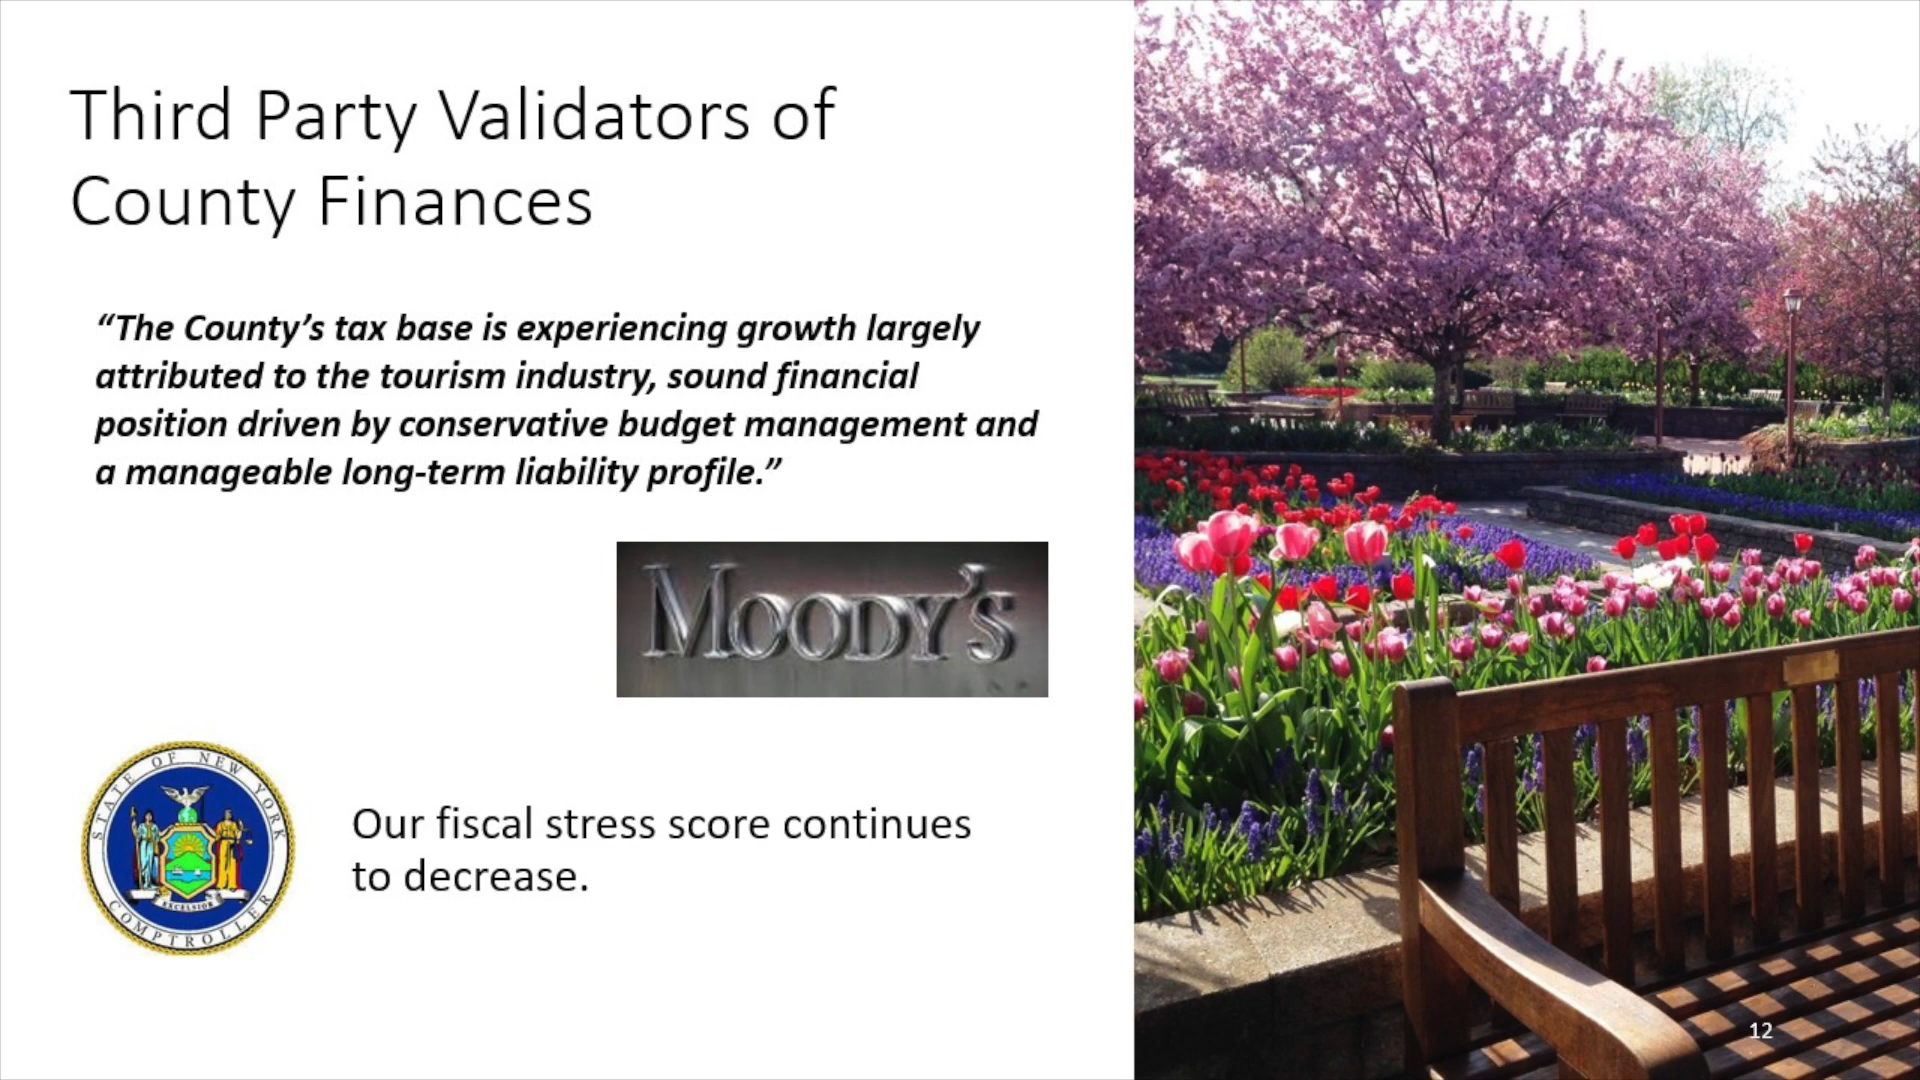 Third Party Validators of
County Finances
“The County’s tax base is experiencing growth largely
attributed to the tourism industry, sound financial
position driven by conservative budget management and
a manageable long-term liability profile.”
MOODY’S
STATE OF NEW YORK
EXCELSIOR
COMPTROLLER
Our fiscal stress score continues
to decrease.
12